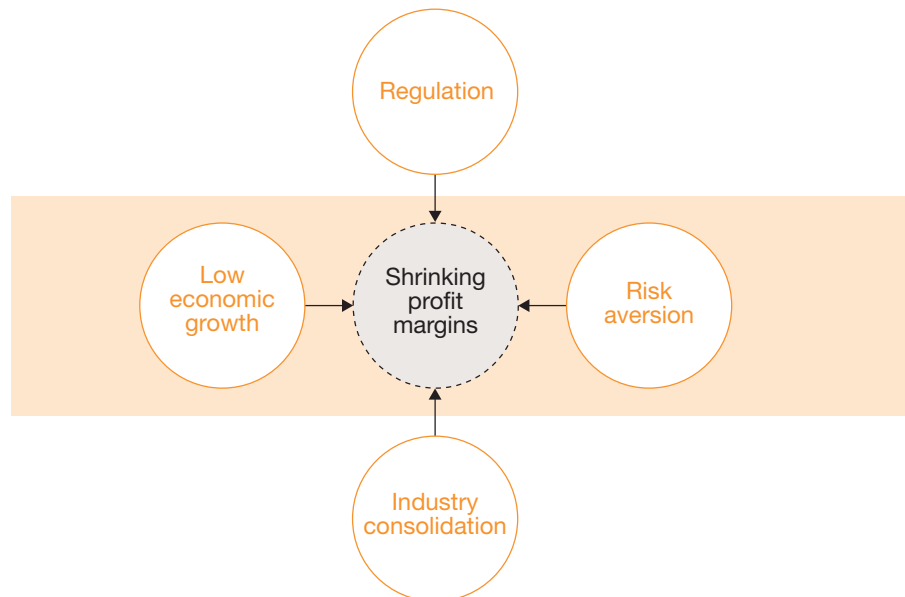 Regulation
Low
economic
growth
Shrinking
profit
margins
Risk
aversion
Industry
consolidation